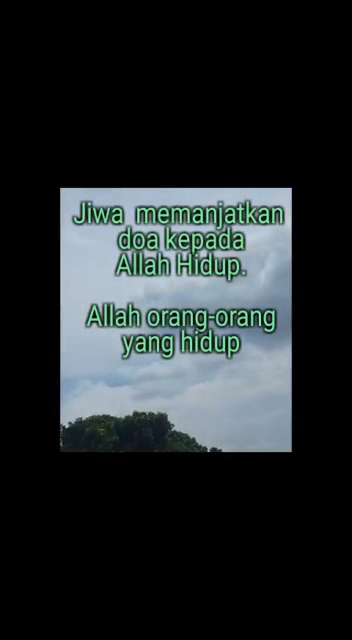 Jiwa memanjatkan
doa kepada
Allah Hidup.
Allah orang-orang
yang hidup